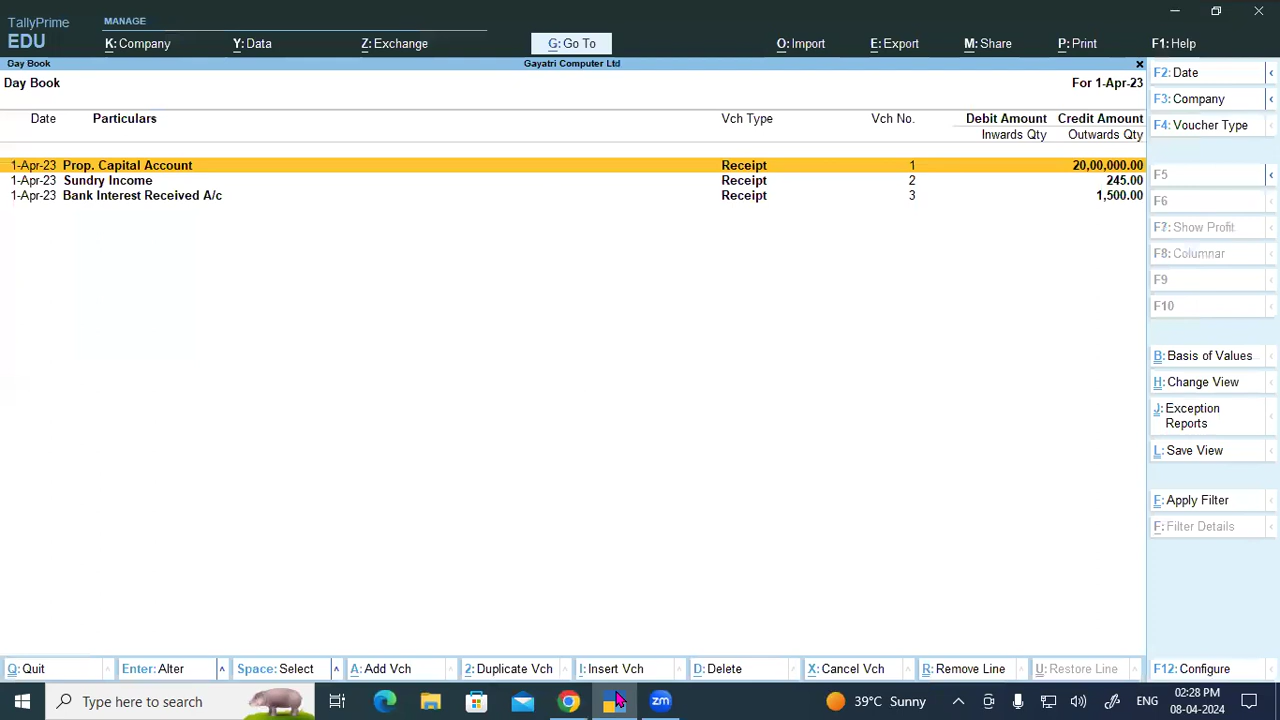 TallyPrime
EDU
MANAGE
K: Company
Y: Data
Z: Exchange
G: Go To
O: Import
E: Export
M: Share
P: Print
F1: Help
Day Book
Gayatri Computer Ltd
×
Day Book
For 1-Apr-23
Date Particulars Vch Type Vch No. Debit Amount Credit Amount
Inwards Qty Outwards Qty
1-Apr-23 Prop. Capital Account Receipt 1 20,00,000.00
1-Apr-23 Sundry Income Receipt 2 245.00
1-Apr-23 Bank Interest Received A/c Receipt 3 1,500.00
F2: Date
F3: Company
F4: Voucher Type
F5
F6
F7: Show Profit
F8: Columnar
F9
F10
B: Basis of Values
H: Change View
J: Exception
Reports
L: Save View
F: Apply Filter
F: Filter Details
Q: Quit
Enter: Alter
Space: Select
A: Add Vch
2: Duplicate Vch
I: Insert Vch
D: Delete
X: Cancel Vch
R: Remove Line
U: Restore Line
F12: Configure
Type here to search
zm
39°C Sunny
ENG
02:28 PM
08-04-2024